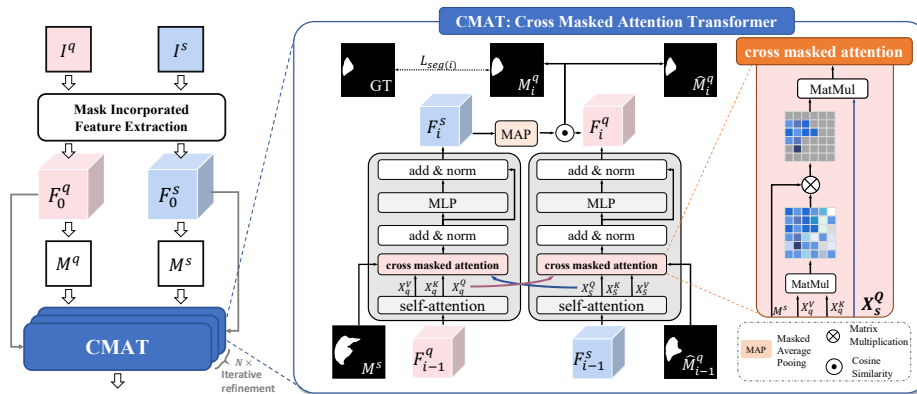 CMAT: Cross Masked Attention Transformer
I^q
I^s
Mask Incorporated
Feature Extraction
F_0^q
F_0^s
M^q
M^s
CMAT
N ×
Iterative
refinement
GT
L_{seg(i)}
M_i^q
M̂_i^q
F_i^s
MAP
F_i^q
add & norm
MLP
add & norm
cross masked attention
X_q^V X_q^K X_q^Q
self-attention
M^s
F_{i-1}^q
add & norm
MLP
add & norm
cross masked attention
X_S^Q X_S^K X_S^V
self-attention
F_{i-1}^s
M̂_{i-1}^q
cross masked attention
MatMul
MatMul
M^s X_q^V X_q^K X_s^Q
MAP
Masked
Average
Pooing
Matrix
Multiplication
Cosine
Similarity